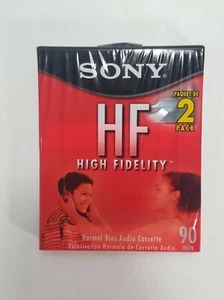 SONY
PAQUET DE
2
PACK
HF
HIGH FIDELITY
Normal Bias Audio Cassette
Polarisation Normale de Cassette Audio
90
min